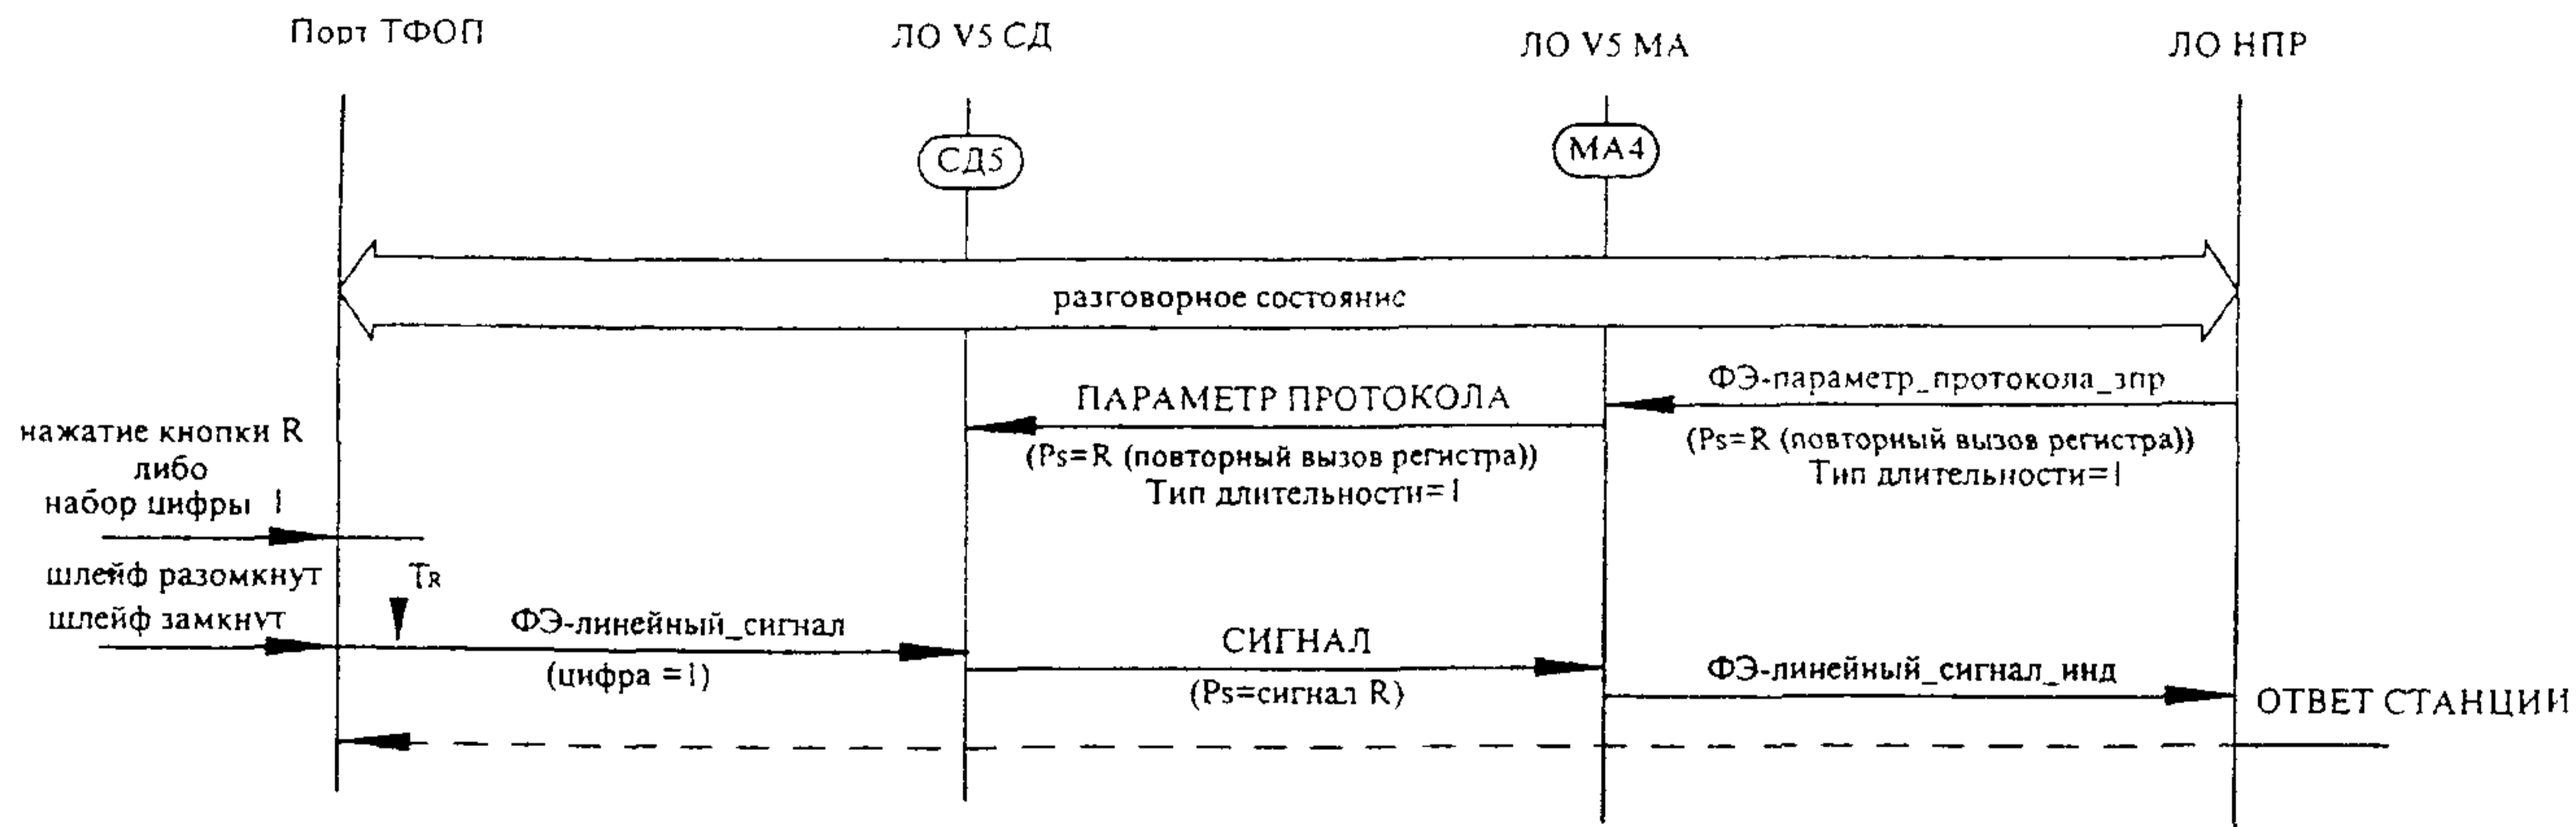 Порт ТФОП
ЛО V5 СД
ЛО V5 МА
ЛО НПР
СД5
МА4
разговорное состояние
ФЭ-параметр_протокола_зпр
ПАРАМЕТР ПРОТОКОЛА
(Ps=R (повторный вызов регистра))
Тип длительности=1
(Ps=R (повторный вызов регистра))
Тип длительности=1
нажатие кнопки R
либо
набор цифры 1
шлейф разомкнут
TR
шлейф замкнут
ФЭ-линейный_сигнал
(цифра =1)
СИГНАЛ
(Ps=сигнал R)
ФЭ-линейный_сигнал_инд
ОТВЕТ СТАНЦИИ